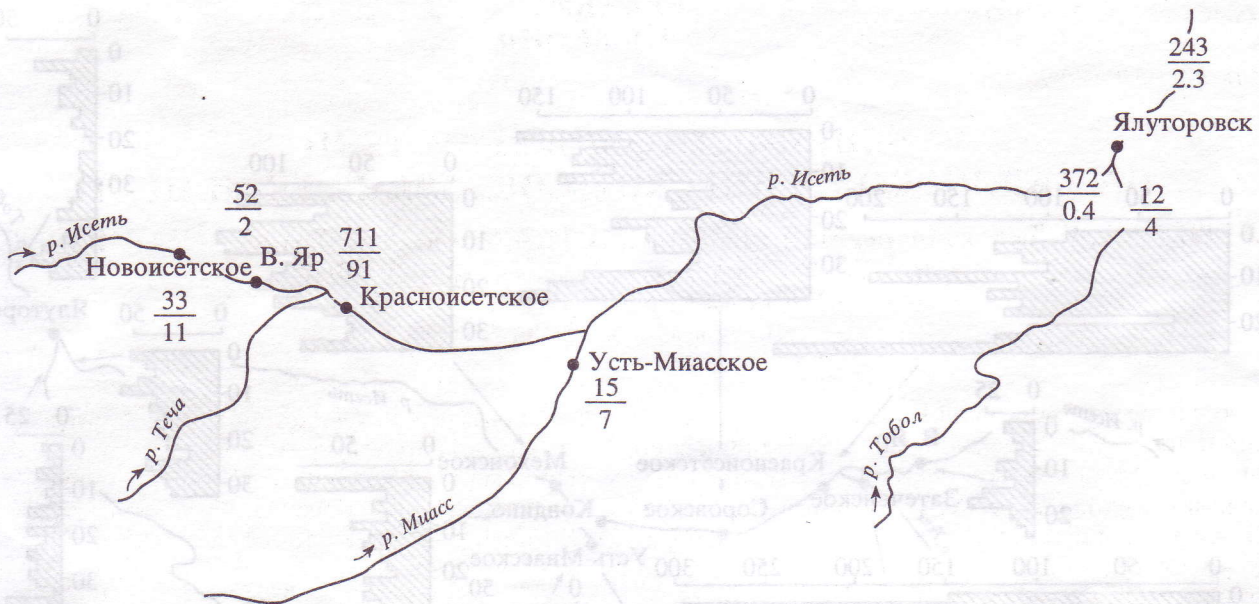 243
2.3
Ялуторовск
р. Исеть
372
0.4
12
4
52
2
р. Исеть
711
91
В. Яр
Новоисетское
Красноисетское
33
11
Усть-Миасское
15
7
р. Теча
р. Тобол
р. Миасс